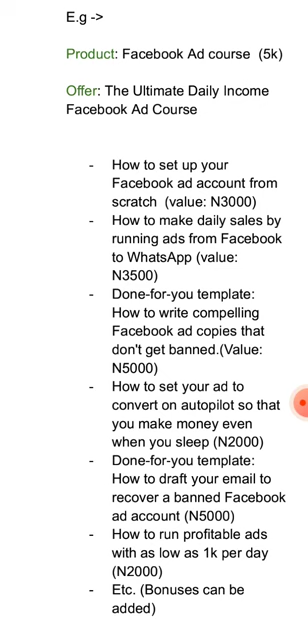 E.g ->
Product: Facebook Ad course  (5k)
Offer: The Ultimate Daily Income
Facebook Ad Course
- How to set up your
Facebook ad account from
scratch  (value: N3000)
- How to make daily sales by
running ads from Facebook
to WhatsApp (value:
N3500)
- Done-for-you template:
How to write compelling
Facebook ad copies that
don't get banned.(Value:
N5000)
- How to set your ad to
convert on autopilot so that
you make money even
when you sleep (N2000)
- Done-for-you template:
How to draft your email to
recover a banned Facebook
ad account (N5000)
- How to run profitable ads
with as low as 1k per day
(N2000)
- Etc. (Bonuses can be
added)